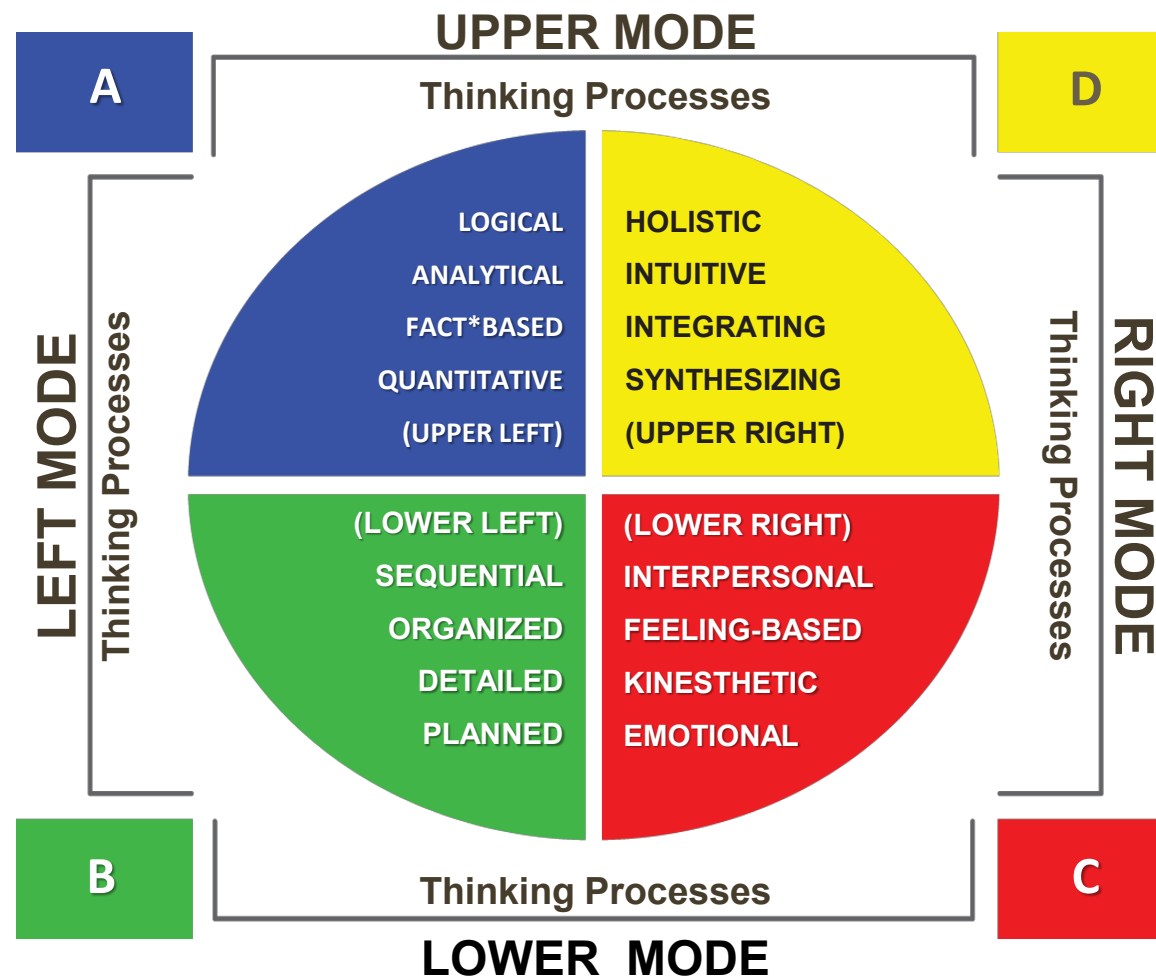 UPPER MODE
A
D
Thinking Processes
LOGICAL
ANALYTICAL
FACT*BASED
QUANTITATIVE
(UPPER LEFT)
HOLISTIC
INTUITIVE
INTEGRATING
SYNTHESIZING
(UPPER RIGHT)
LEFT MODE
Thinking Processes
Thinking Processes
RIGHT MODE
(LOWER LEFT)
SEQUENTIAL
ORGANIZED
DETAILED
PLANNED
(LOWER RIGHT)
INTERPERSONAL
FEELING-BASED
KINESTHETIC
EMOTIONAL
B
C
Thinking Processes
LOWER MODE